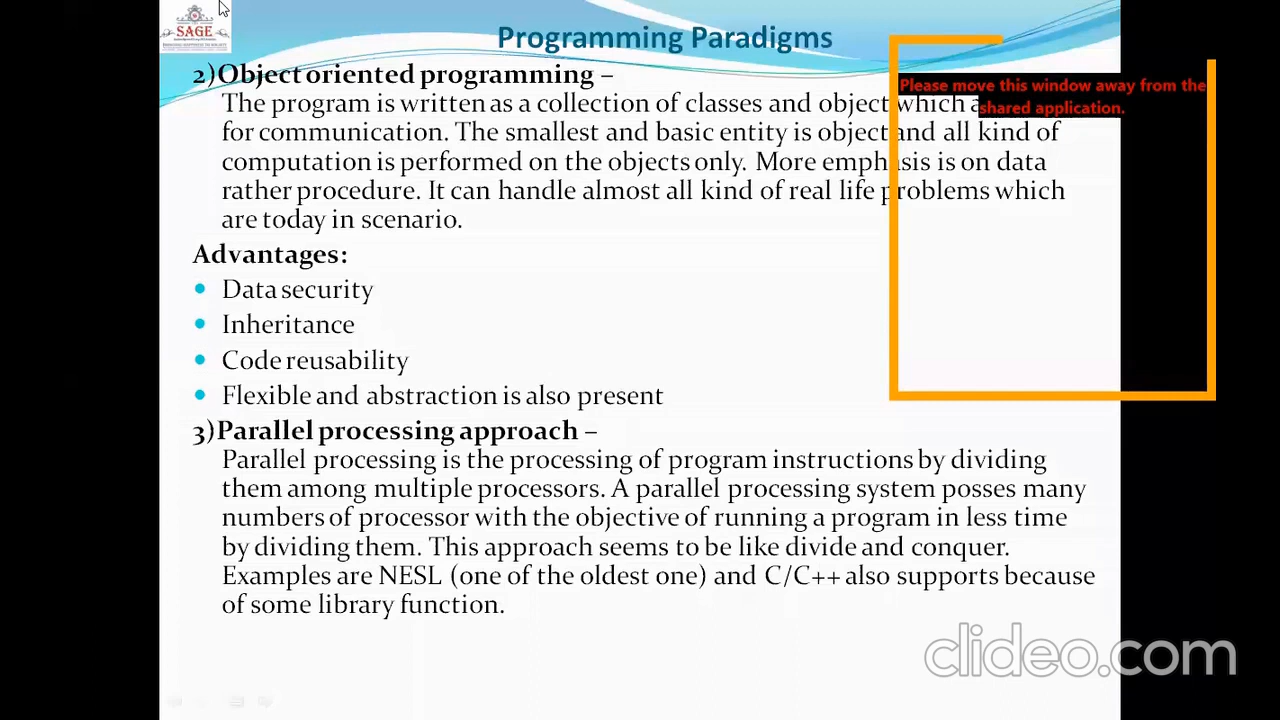 SAGE
Programming Paradigms
2)Object oriented programming –
Please move this window away from the
shared application.
The program is written as a collection of classes and object which
for communication. The smallest and basic entity is object and all kind of
computation is performed on the objects only. More emphasis is on data
rather procedure. It can handle almost all kind of real life problems which
are today in scenario.
Advantages:
Data security
Inheritance
Code reusability
Flexible and abstraction is also present
3)Parallel processing approach –
Parallel processing is the processing of program instructions by dividing
them among multiple processors. A parallel processing system posses many
numbers of processor with the objective of running a program in less time
by dividing them. This approach seems to be like divide and conquer.
Examples are NESL (one of the oldest one) and C/C++ also supports because
of some library function.
clideo.com